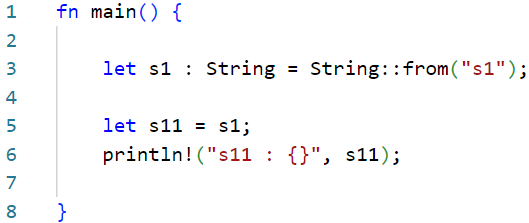 1 fn main() {
2
3 let s1 : String = String::from("s1");
4
5 let s11 = s1;
6 println!("s11 : {}", s11);
7
8 }